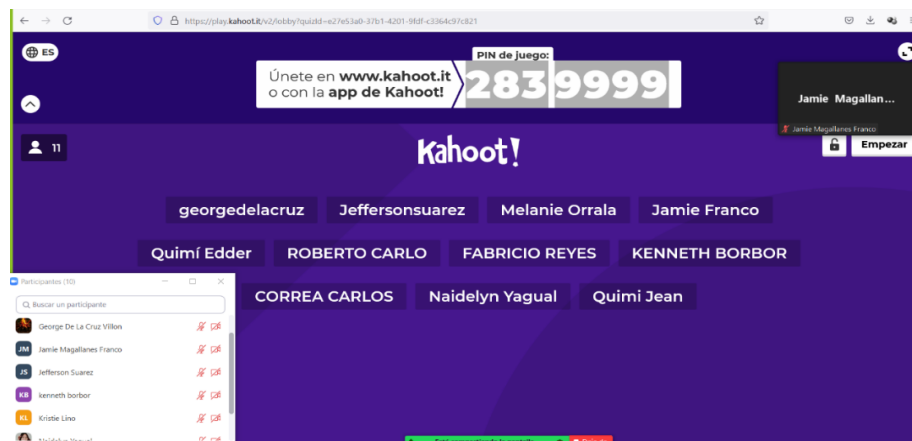 https://play.kahoot.it/v2/lobby?quizId=e27e53a0-37b1-4201-9fdf-c3364c97c821
ES
PIN de juego:
Únete en www.kahoot.it
o con la app de Kahoot!
283 9999
Jamie Magallan...
Jamie Magallanes Franco
11
Kahoot!
Empezar
georgedelacruz Jeffersonsuarez Melanie Orrala Jamie Franco
Quimí Edder ROBERTO CARLO FABRICIO REYES KENNETH BORBOR
CORREA CARLOS Naidelyn Yagual Quimi Jean
Participantes (10)
Buscar un participante
George De La Cruz Villon
JM Jamie Magallanes Franco
JS Jefferson Suarez
KB kenneth borbor
KL Kristie Lino
Naidelyn Yagual